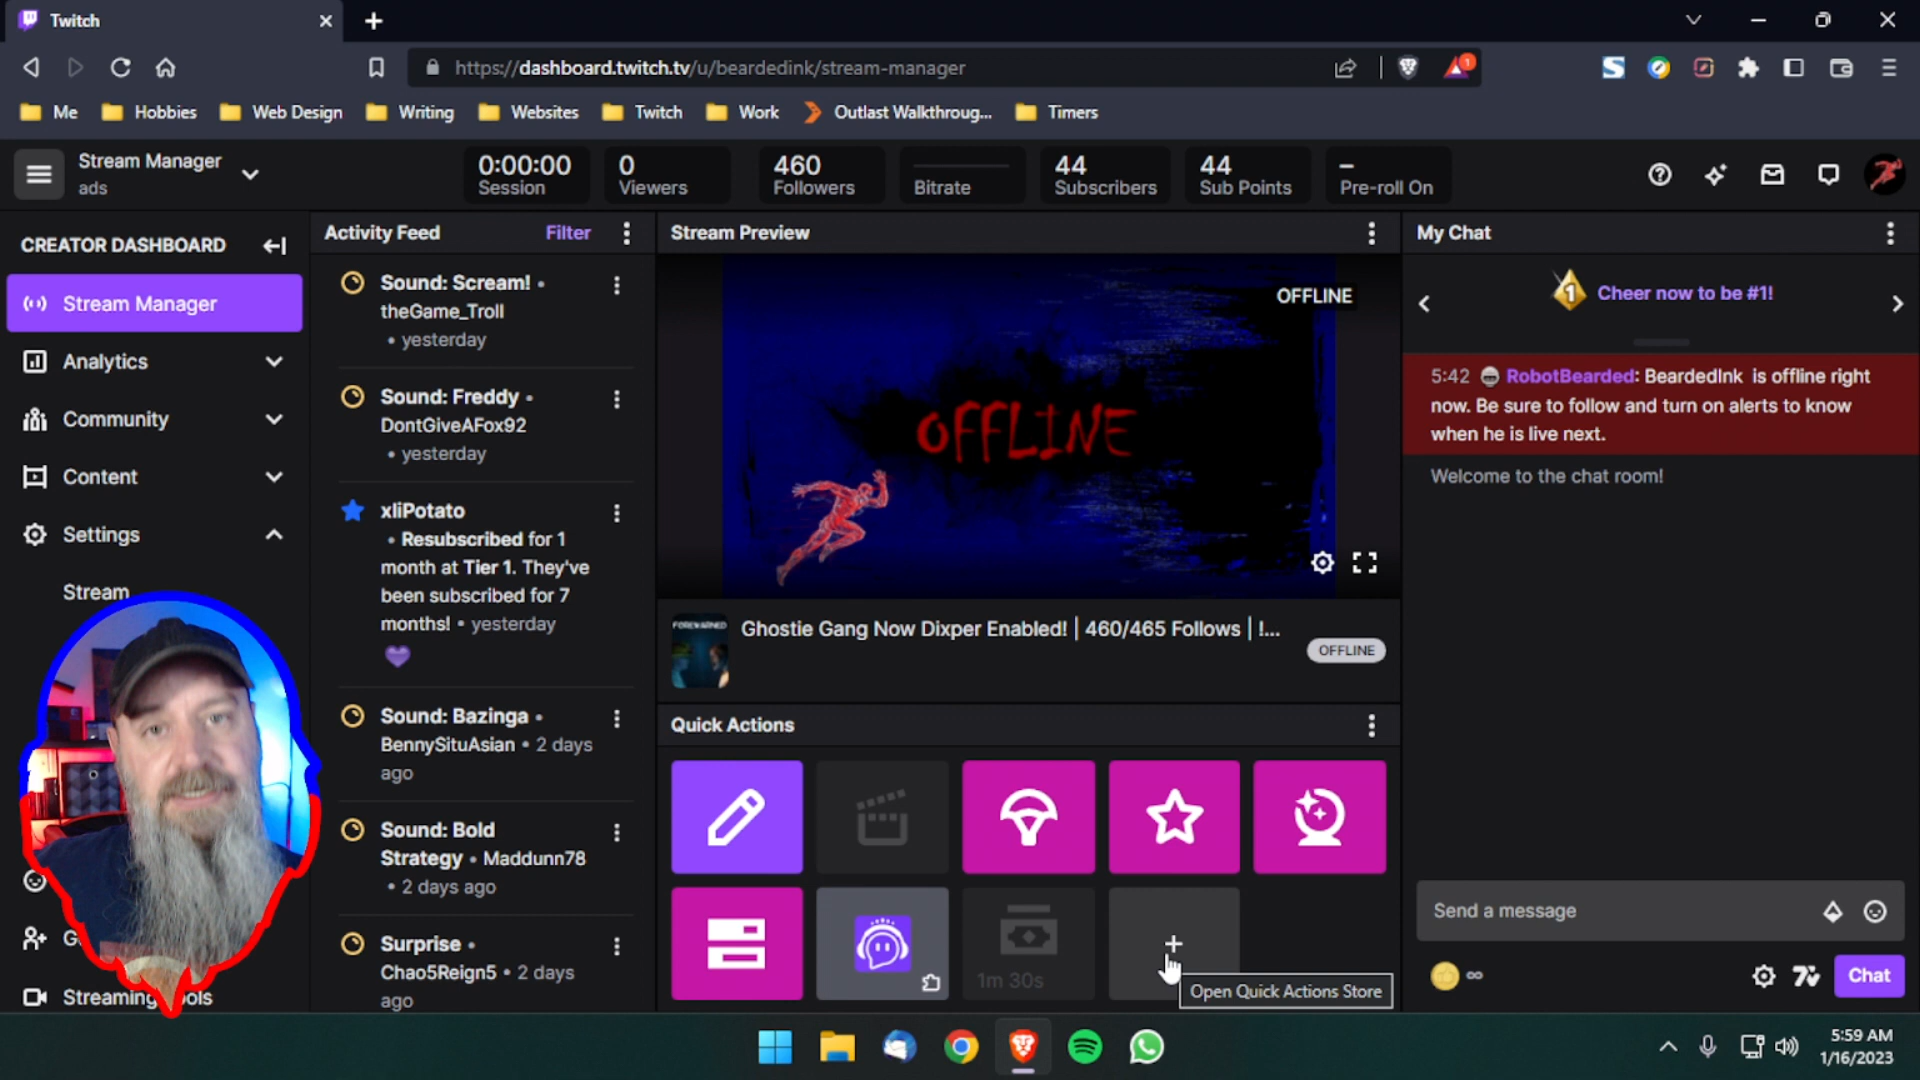 Twitch
https://dashboard.twitch.tv/u/beardedink/stream-manager
1
Me
Hobbies
Web Design
Writing
Websites
Twitch
Work
Outlast Walkthroug...
Timers
Stream Manager
ads
0:00:00
Session
0
Viewers
460
Followers
Bitrate
44
Subscribers
44
Sub Points
–
Pre-roll On
CREATOR DASHBOARD
Stream Manager
Analytics
Community
Content
Settings
Stream
Streaming
Activity Feed
Filter
Sound: Scream! •
theGame_Troll
• yesterday
Sound: Freddy •
DontGiveAFox92
• yesterday
xliPotato
• Resubscribed for 1
month at Tier 1. They've
been subscribed for 7
months! • yesterday
Sound: Bazinga •
BennySituAsian • 2 days
ago
Sound: Bold
Strategy • Maddunn78
• 2 days ago
Surprise •
Chao5Reign5 • 2 days
ago
Stream Preview
OFFLINE
OFFLINE
FOREWARNED
Ghostie Gang Now Dixper Enabled! | 460/465 Follows | !...
OFFLINE
Quick Actions
1m 30s
Open Quick Actions Store
My Chat
1
Cheer now to be #1!
5:42 RobotBearded: BeardedInk is offline right
now. Be sure to follow and turn on alerts to know
when he is live next.
Welcome to the chat room!
Send a message
∞
Chat
5:59 AM
1/16/2023